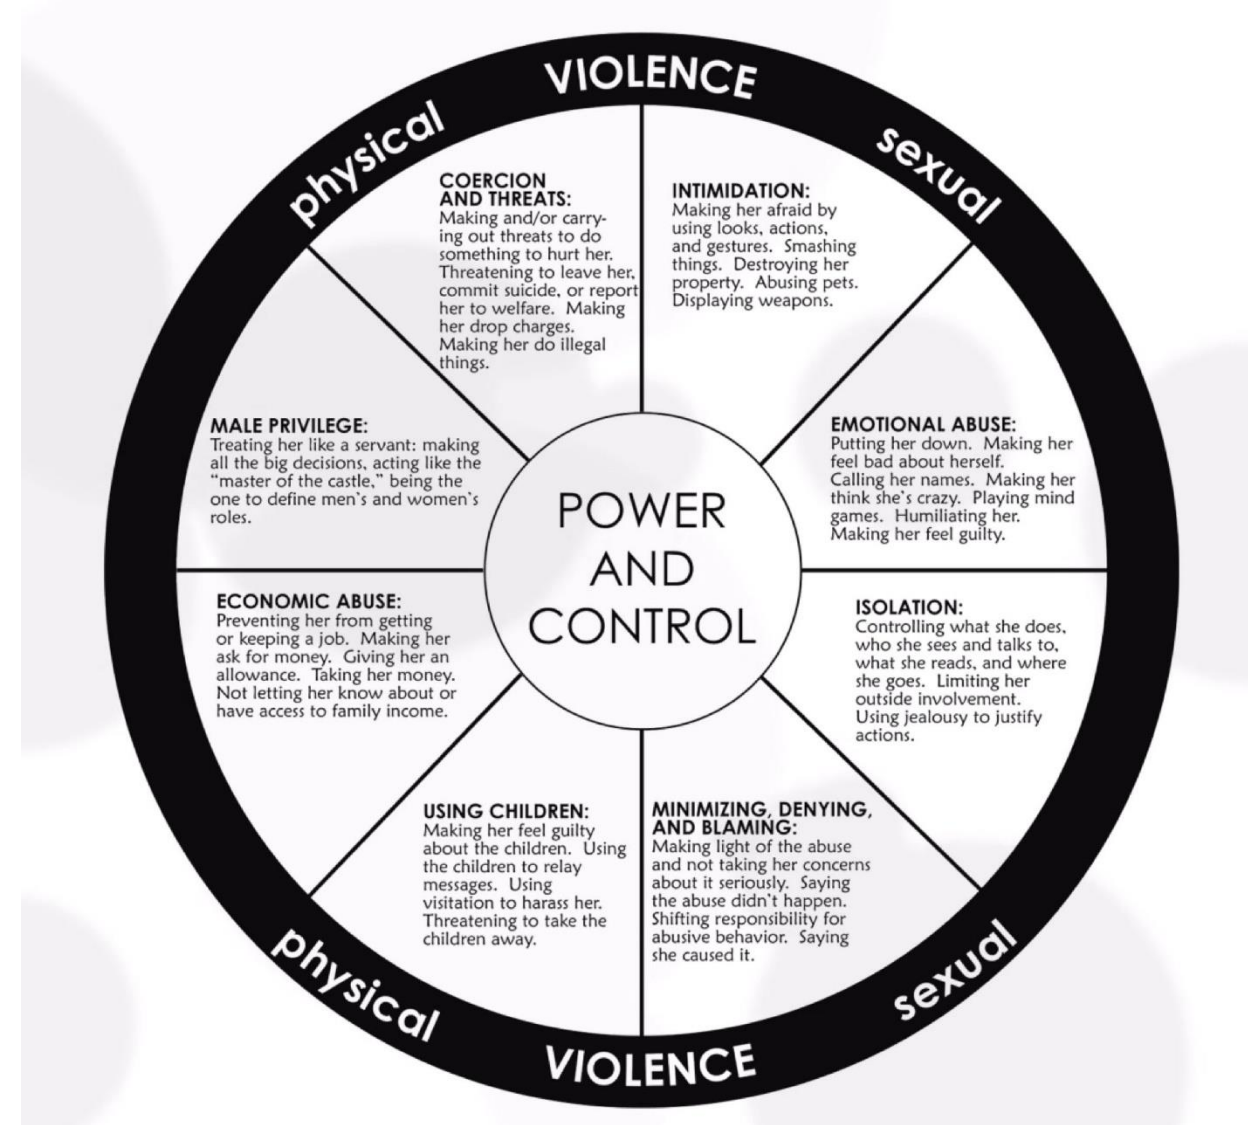 VIOLENCE
physical
sexual
COERCION
AND THREATS:
Making and/or carry-
ing out threats to do
something to hurt her.
Threatening to leave her,
commit suicide, or report
her to welfare. Making
her drop charges.
Making her do illegal
things.
INTIMIDATION:
Making her afraid by
using looks, actions,
and gestures. Smashing
things. Destroying her
property. Abusing pets.
Displaying weapons.
MALE PRIVILEGE:
Treating her like a servant: making
all the big decisions, acting like the
“master of the castle,” being the
one to define men’s and women’s
roles.
EMOTIONAL ABUSE:
Putting her down. Making her
feel bad about herself.
Calling her names. Making her
think she’s crazy. Playing mind
games. Humiliating her.
Making her feel guilty.
POWER
AND
CONTROL
ECONOMIC ABUSE:
Preventing her from getting
or keeping a job. Making her
ask for money. Giving her an
allowance. Taking her money.
Not letting her know about or
have access to family income.
ISOLATION:
Controlling what she does,
who she sees and talks to,
what she reads, and where
she goes. Limiting her
outside involvement.
Using jealousy to justify
actions.
USING CHILDREN:
Making her feel guilty
about the children. Using
the children to relay
messages. Using
visitation to harass her.
Threatening to take the
children away.
MINIMIZING, DENYING,
AND BLAMING:
Making light of the abuse
and not taking her concerns
about it seriously. Saying
the abuse didn’t happen.
Shifting responsibility for
abusive behavior. Saying
she caused it.
physical
sexual
VIOLENCE